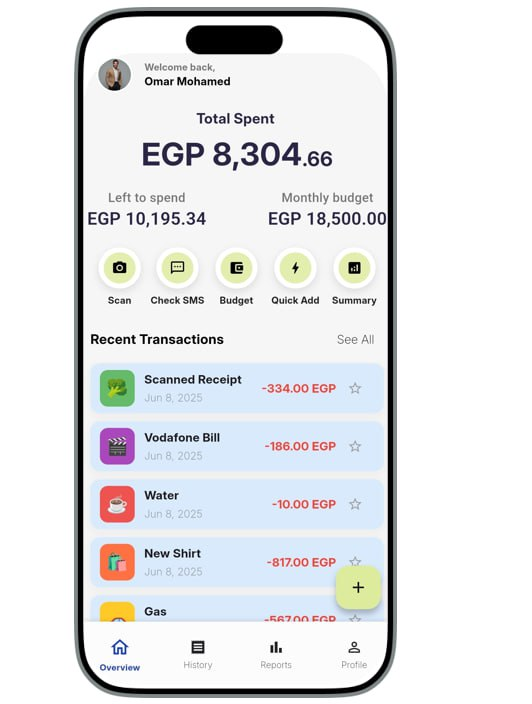 Welcome back,
Omar Mohamed
Total Spent
EGP 8,304.66
Left to spend
Monthly budget
EGP 10,195.34
EGP 18,500.00
Scan
Check SMS
Budget
Quick Add
Summary
Recent Transactions
See All
Scanned Receipt
Jun 8, 2025
-334.00 EGP
Vodafone Bill
Jun 8, 2025
-186.00 EGP
Water
Jun 8, 2025
-10.00 EGP
New Shirt
Jun 8, 2025
-817.00 EGP
+
Gas
-567.00 EGP
Overview
History
Reports
Profile